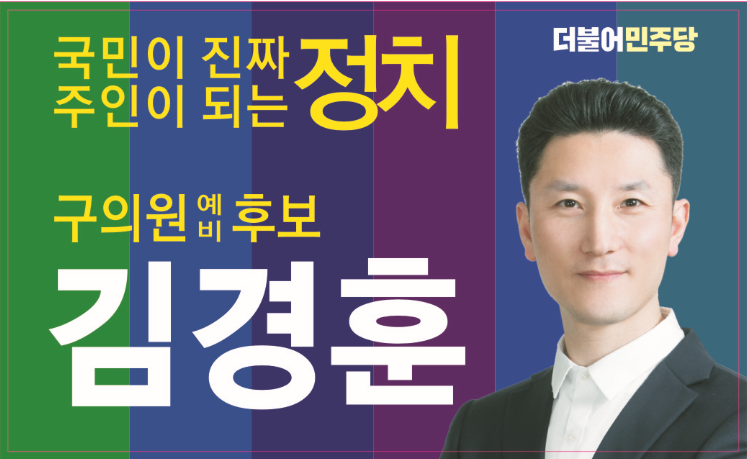 더불어민주당
국민이 진짜
주인이 되는 정치
구의원 예비 후보
김경훈